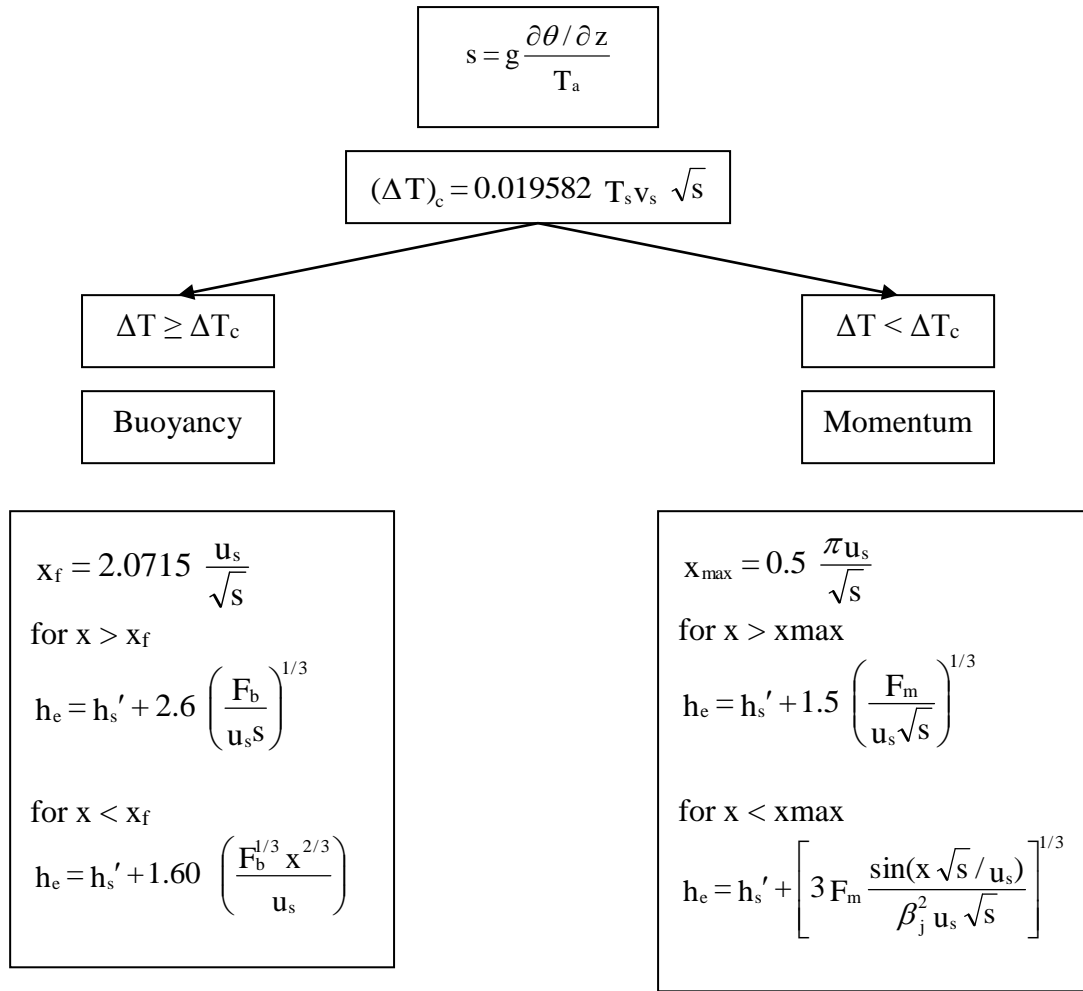 s = g ∂θ/∂z / Tₐ
(ΔT)_c = 0.019582 Tₛvₛ √s
ΔT ≥ ΔT_c
Buoyancy
x_f = 2.0715 uₛ/√s
for x > x_f
hₑ = hₛ′ + 2.6 (F_b / uₛs)^{1/3}
for x < x_f
hₑ = hₛ′ + 1.60 (F_b^{1/3} x^{2/3} / uₛ)
ΔT < ΔT_c
Momentum
x_max = 0.5 πuₛ/√s
for x > xmax
hₑ = hₛ′ + 1.5 (F_m / uₛ√s)^{1/3}
for x < xmax
hₑ = hₛ′ + [3 F_m sin(x √s / uₛ) / β_j² uₛ √s]^{1/3}